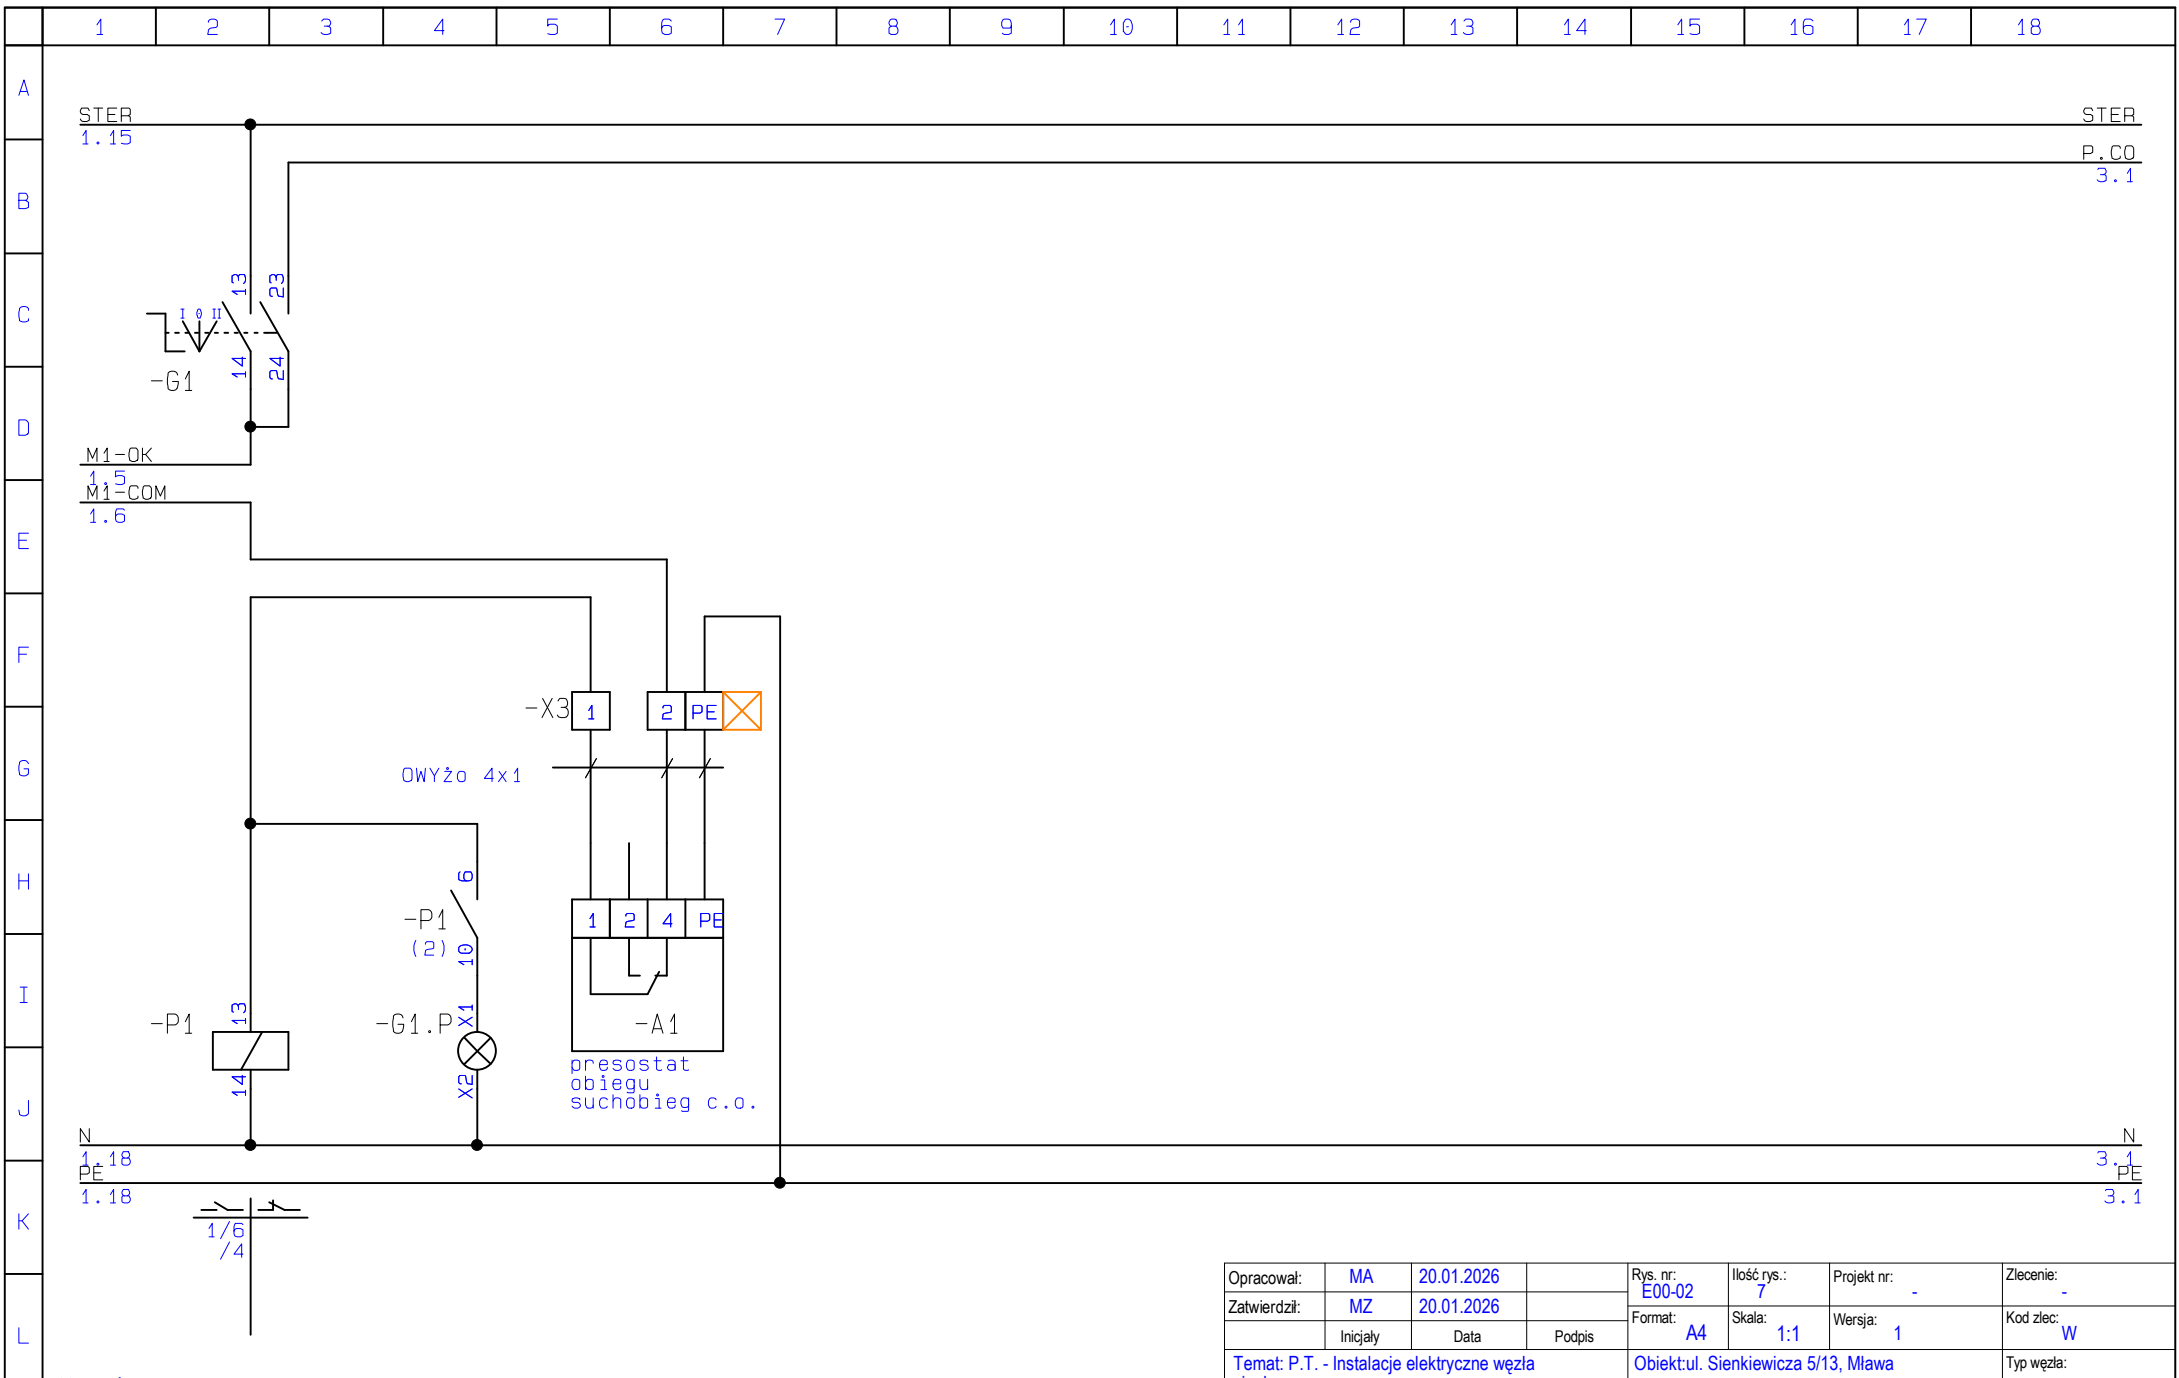 1 2 3 4 5 6 7 8 9 10 11 12 13 14 15 16 17 18
A
STER STER
1.15
P.CO
3.1
B
13 23
C
I 0 II
14 24
-G1
D
M1-OK
1.5
M1-COM
1.6
E
F
-X3 1 2 PE
G
OWYżo 4x1
H
6
-P1 1 2 4 PE
(2) 10
I
-P1 13 -G1.P X1 -A1
14 X2
presostat
obiegu
suchobieg c.o.
J
N N
1.18 3.1
PE PE
1.18 3.1
K
1/6
/4
L
Opracował: MA 20.01.2026 Rys. nr: E00-02 Ilość rys.: 7 Projekt nr: - Zlecenie: -
Zatwierdził: MZ 20.01.2026
Inicjały Data Podpis Format: A4 Skala: 1:1 Wersja: 1 Kod zlec: W
Temat: P.T. - Instalacje elektryczne węzła Obiekt:ul. Sienkiewicza 5/13, Mława Typ węzła: